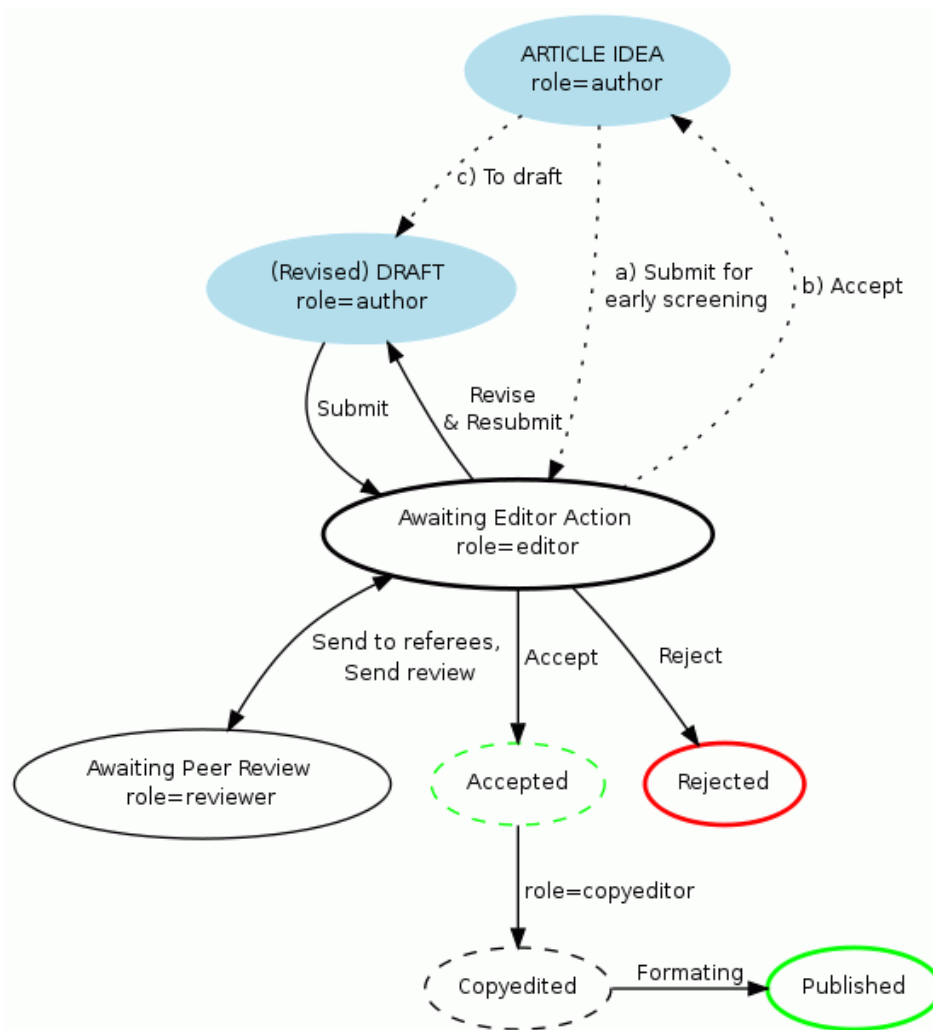 ARTICLE IDEA
role=author
c) To draft
(Revised) DRAFT
role=author
a) Submit for
early screening
b) Accept
Submit
Revise
& Resubmit
Awaiting Editor Action
role=editor
Send to referees,
Send review
Accept
Reject
Awaiting Peer Review
role=reviewer
Accepted
Rejected
role=copyeditor
Copyedited
Formating
Published